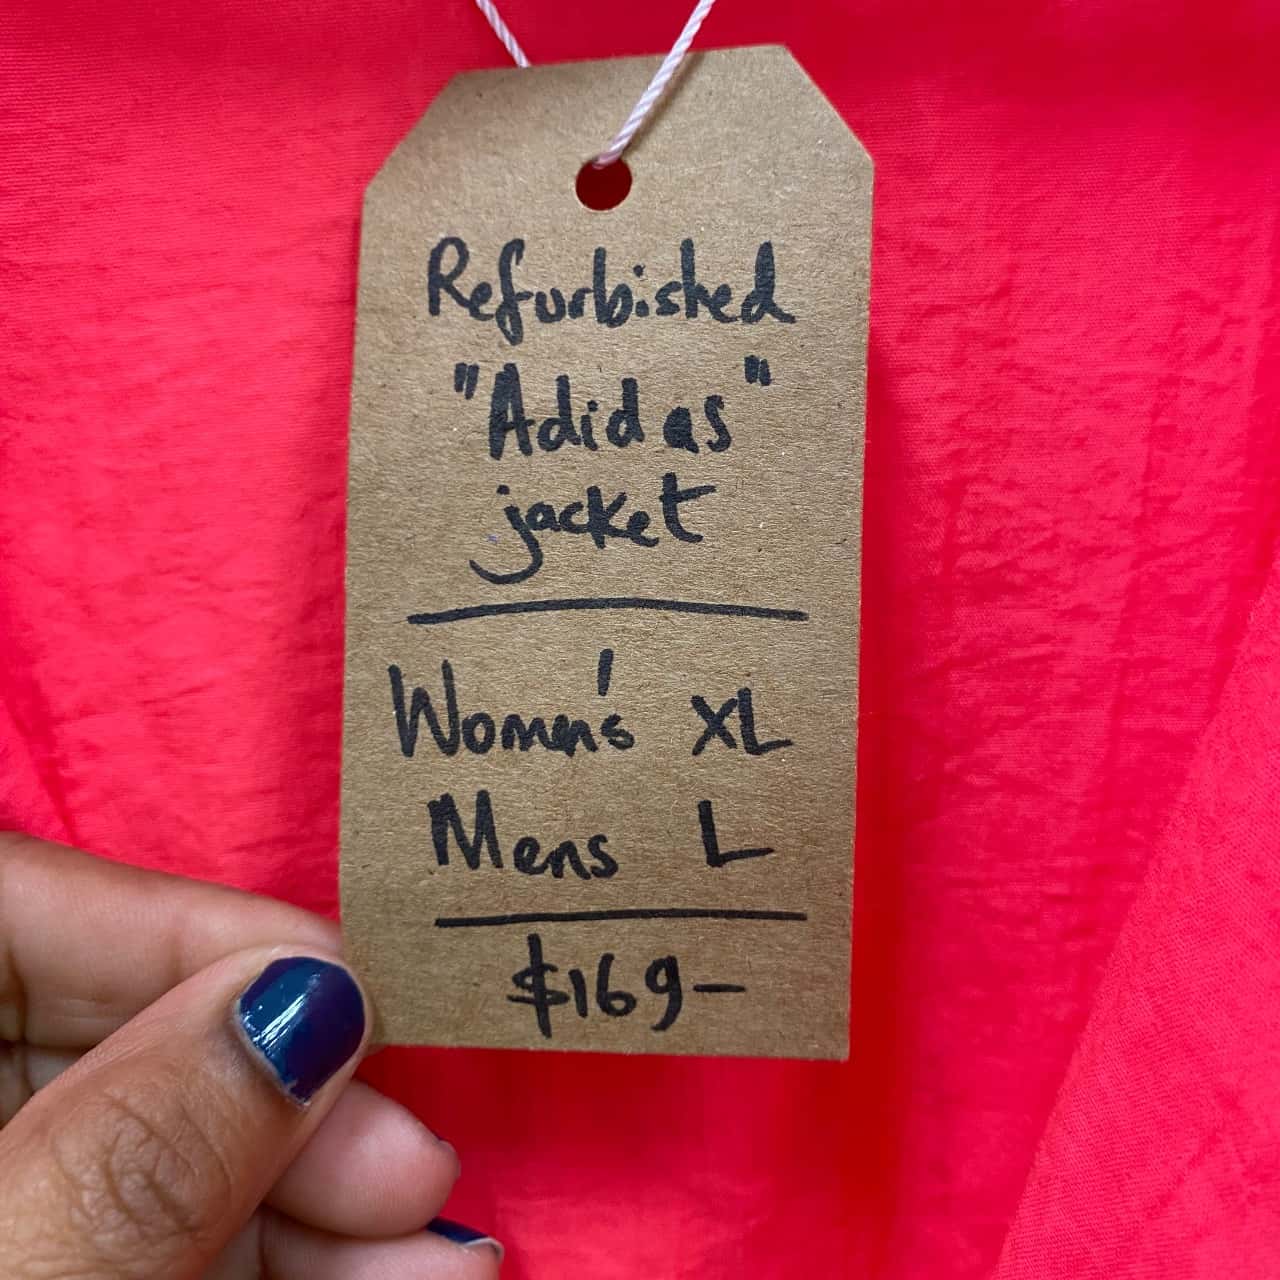 Refurbished
"Adidas"
jacket
Women's XL
Mens L
$169-